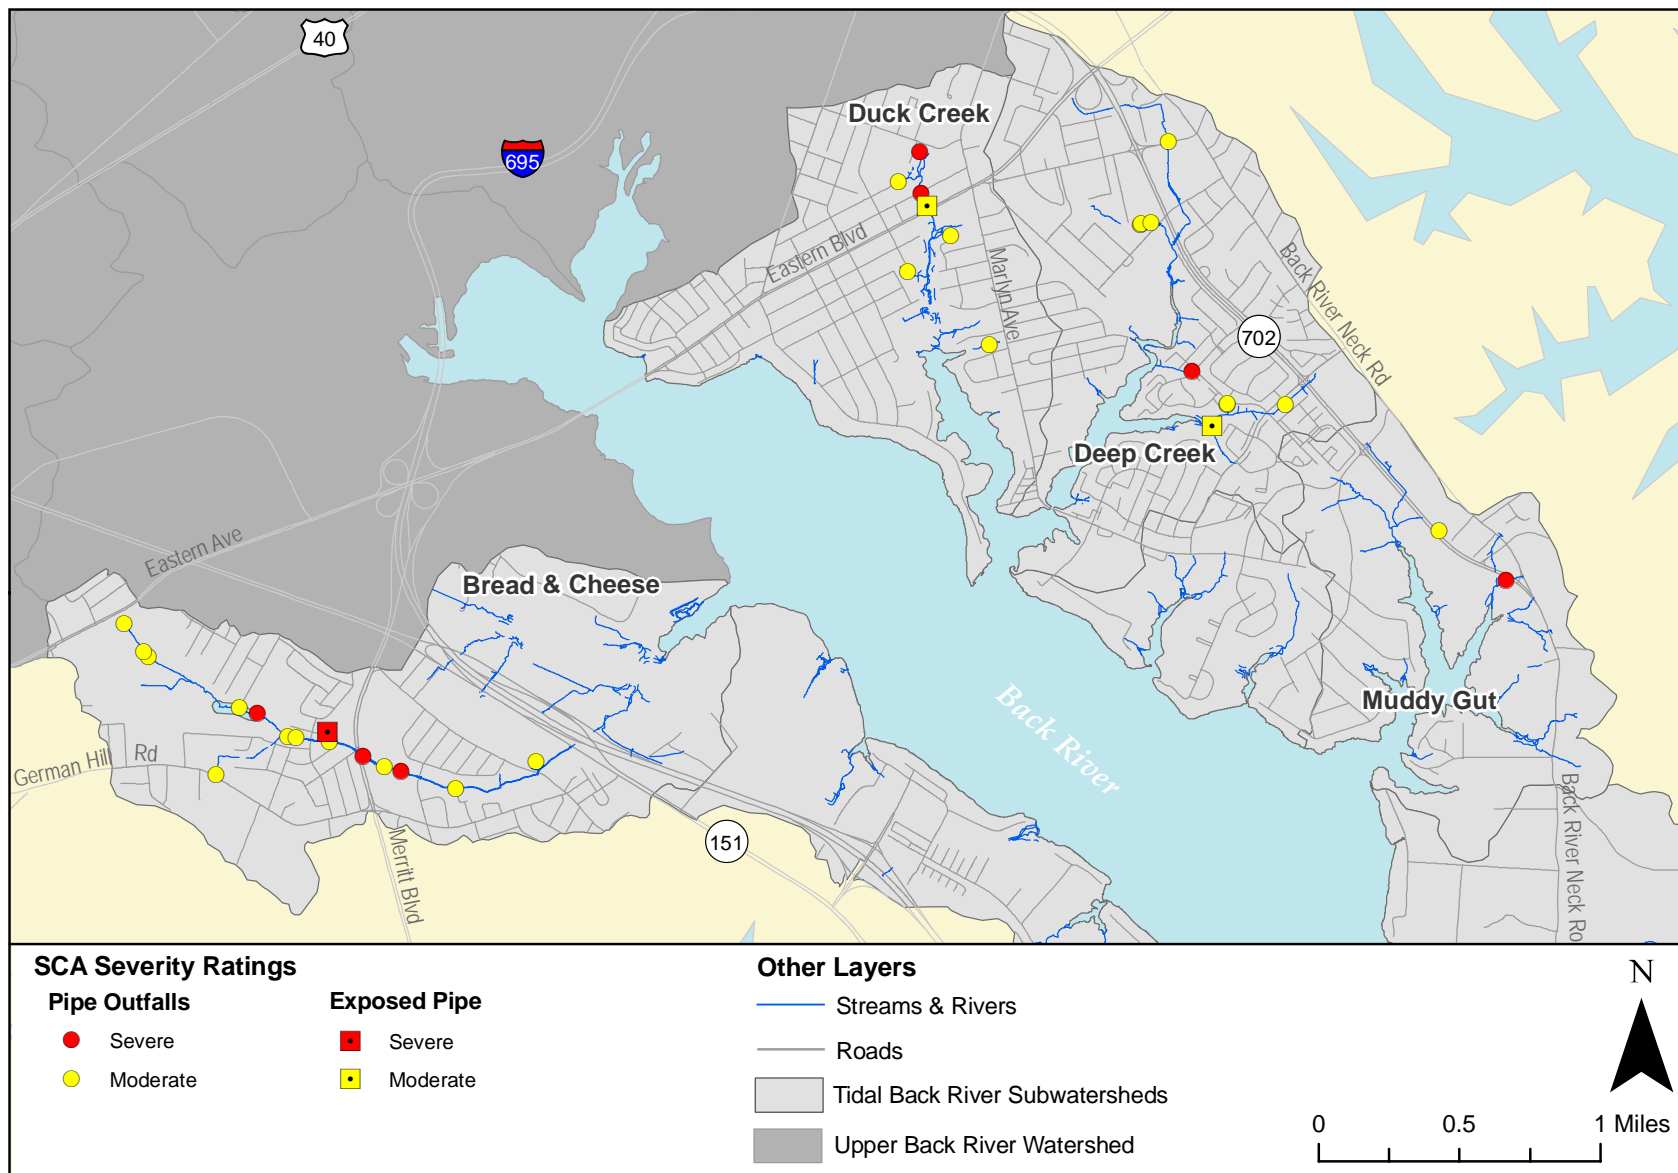 40
695
Duck Creek
Eastern Blvd
Marlyn Ave
Back River Neck Rd
702
Deep Creek
Eastern Ave
Bread & Cheese
Back River
Muddy Gut
German Hill Rd
Merritt Blvd
151
Back River Neck Ro
SCA Severity Ratings
Pipe Outfalls
Severe
Moderate
Exposed Pipe
Severe
Moderate
Other Layers
Streams & Rivers
Roads
Tidal Back River Subwatersheds
Upper Back River Watershed
N
0 0.5 1 Miles